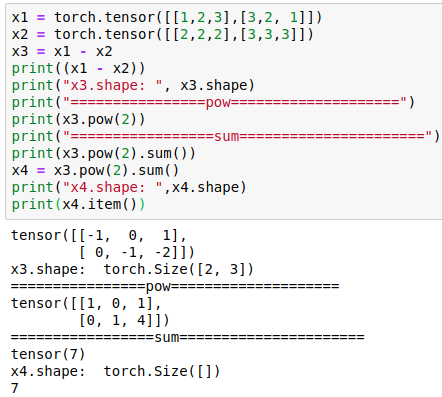 x1 = torch.tensor([[1,2,3],[3,2, 1]])
x2 = torch.tensor([[2,2,2],[3,3,3]])
x3 = x1 - x2
print((x1 - x2))
print("x3.shape: ", x3.shape)
print("================pow====================")
print(x3.pow(2))
print("=================sum======================")
print(x3.pow(2).sum())
x4 = x3.pow(2).sum()
print("x4.shape: ",x4.shape)
print(x4.item())
tensor([[-1,  0,  1],
        [ 0, -1, -2]])
x3.shape:  torch.Size([2, 3])
================pow====================
tensor([[1, 0, 1],
        [0, 1, 4]])
=================sum======================
tensor(7)
x4.shape:  torch.Size([])
7